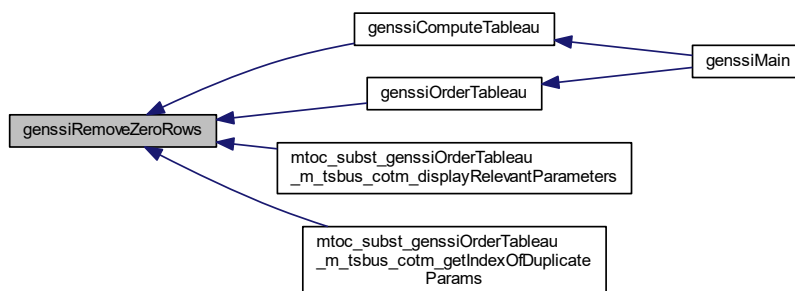 genssiComputeTableau
genssiMain
genssiOrderTableau
genssiRemoveZeroRows
mtoc_subst_genssiOrderTableau
_m_tsbus_cotm_displayRelevantParameters
mtoc_subst_genssiOrderTableau
_m_tsbus_cotm_getIndexOfDuplicate
Params